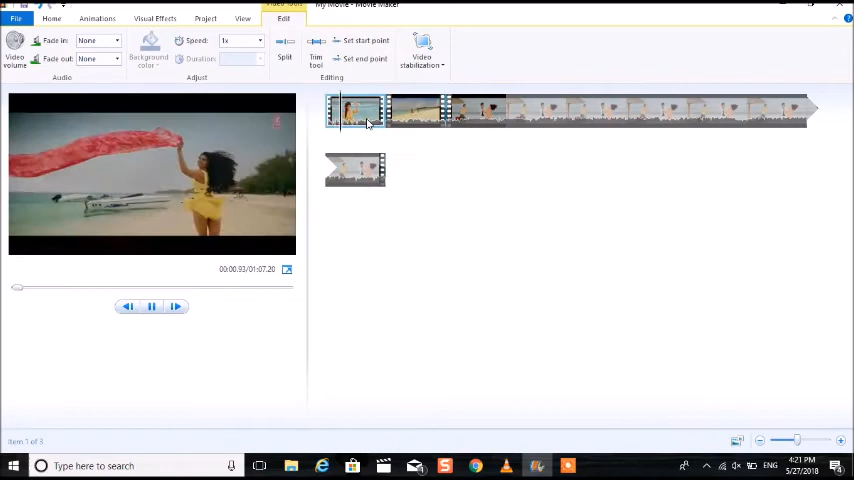 My Movie - Movie Maker
File Home Animations Visual Effects Project View Edit
Fade in: None
Speed: 1x
Set start point
Fade out: None
Duration:
Set end point
Video volume
Background color
Split
Trim tool
Video stabilization
Audio Adjust Editing
00:00.93/01:07.20
Item 1 of 3
Type here to search
ENG
4:21 PM
5/27/2018